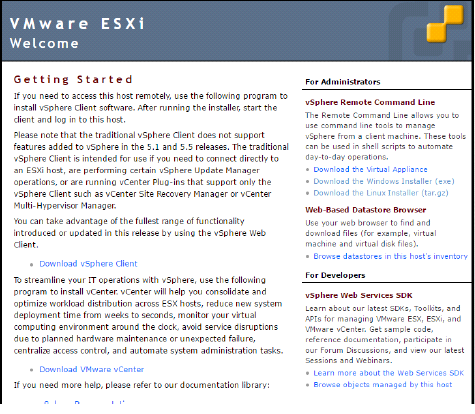 VMware ESXi
Welcome
Getting Started
If you need to access this host remotely, use the following program to
install vSphere Client software. After running the installer, start the
client and log in to this host.
Please note that the traditional vSphere Client does not support
features added to vSphere in the 5.1 and 5.5 releases. The traditional
vSphere Client is intended for use if you need to connect directly to
an ESXi host, are performing certain vSphere Update Manager
operations, or are running vCenter Plug-ins that support only the
vSphere Client such as vCenter Site Recovery Manager or vCenter
Multi-Hypervisor Manager.
You can take advantage of the fullest range of functionality
introduced or updated in this release by using the vSphere Web
Client.
Download vSphere Client
To streamline your IT operations with vSphere, use the following
program to install vCenter. vCenter will help you consolidate and
optimize workload distribution across ESX hosts, reduce new system
deployment time from weeks to seconds, monitor your virtual
computing environment around the clock, avoid service disruptions
due to planned hardware maintenance or unexpected failure,
centralize access control, and automate system administration tasks.
Download VMware vCenter
If you need more help, please refer to our documentation library:
For Administrators
vSphere Remote Command Line
The Remote Command Line allows you to
use command line tools to manage
vSphere from a client machine. These tools
can be used in shell scripts to automate
day-to-day operations.
Download the Virtual Appliance
Download the Windows Installer (exe)
Download the Linux Installer (tar.gz)
Web-Based Datastore Browser
Use your web browser to find and
download files (for example, virtual
machine and virtual disk files).
Browse datastores in this host's inventory
For Developers
vSphere Web Services SDK
Learn about our latest SDKs, Toolkits, and
APIs for managing VMware ESX, ESXi, and
VMware vCenter. Get sample code,
reference documentation, participate in
our Forum Discussions, and view our latest
Sessions and Webinars.
Learn more about the Web Services SDK
Browse objects managed by this host